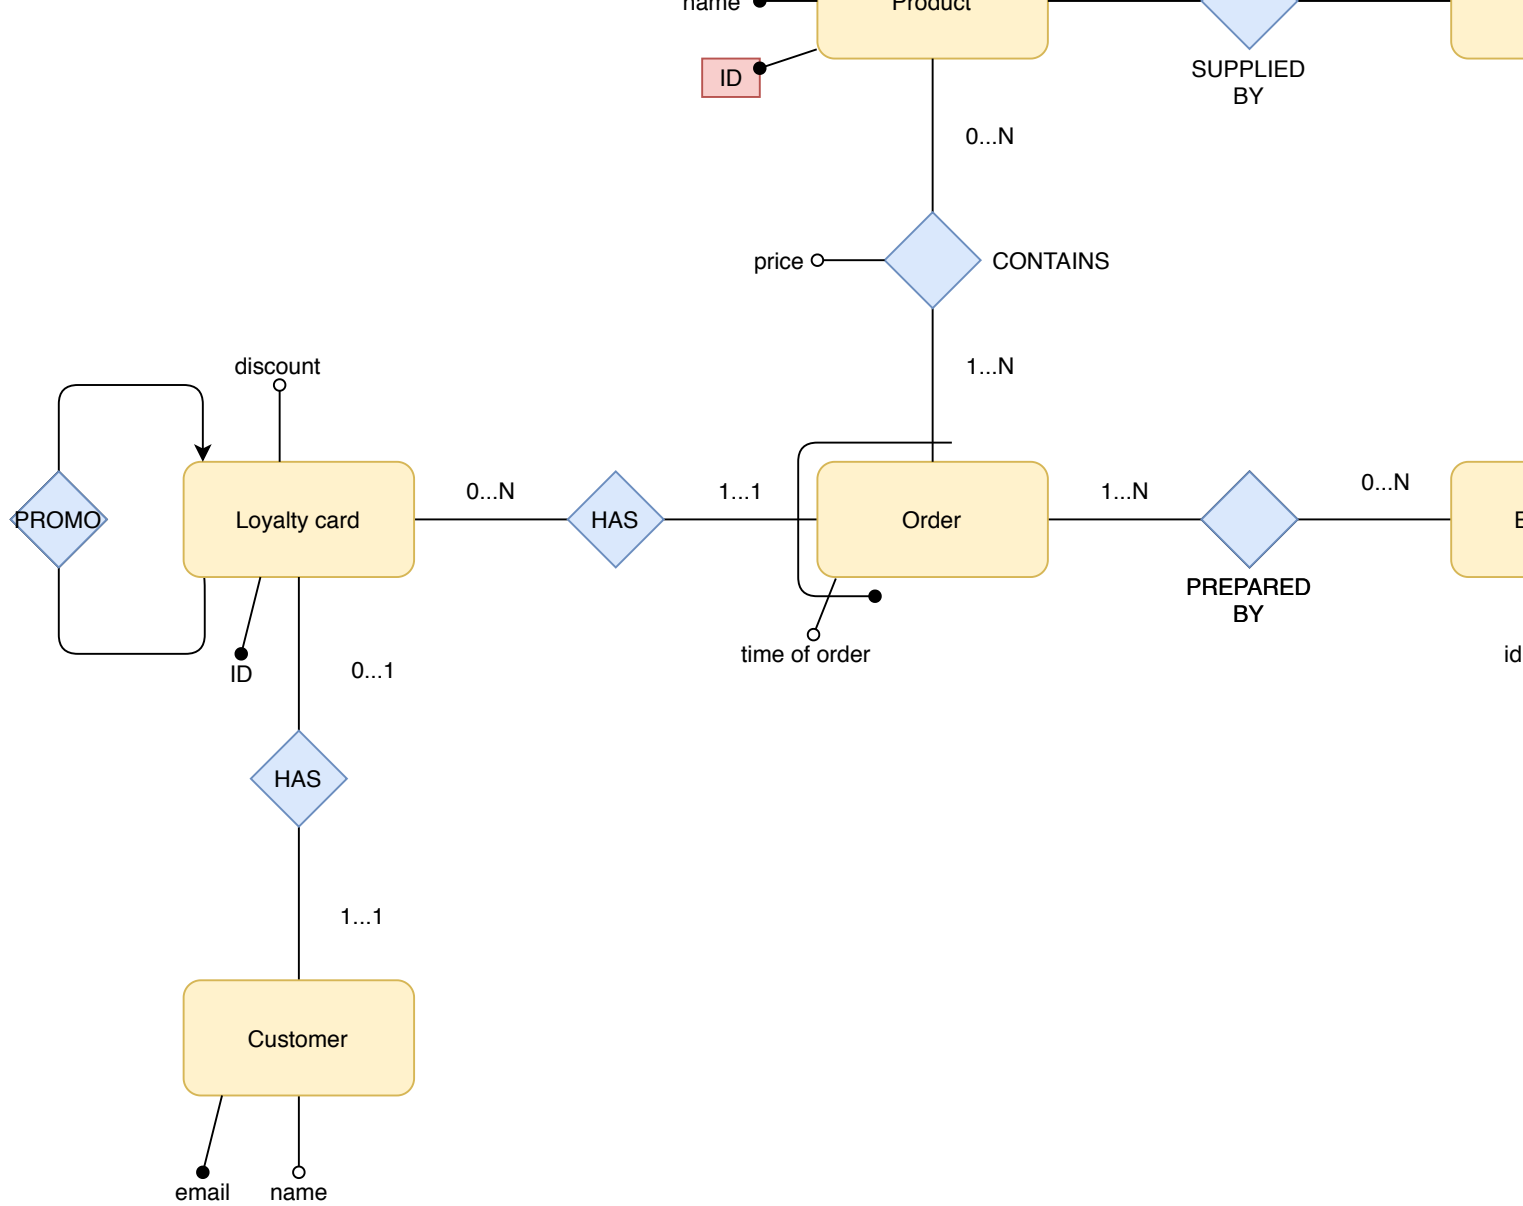 name
Product
ID
SUPPLIED
BY
0...N
price
CONTAINS
1...N
discount
PROMO
Loyalty card
0...N
HAS
1...1
Order
1...N
0...N
PREPARED
BY
time of order
id
ID
0...1
HAS
1...1
Customer
email
name